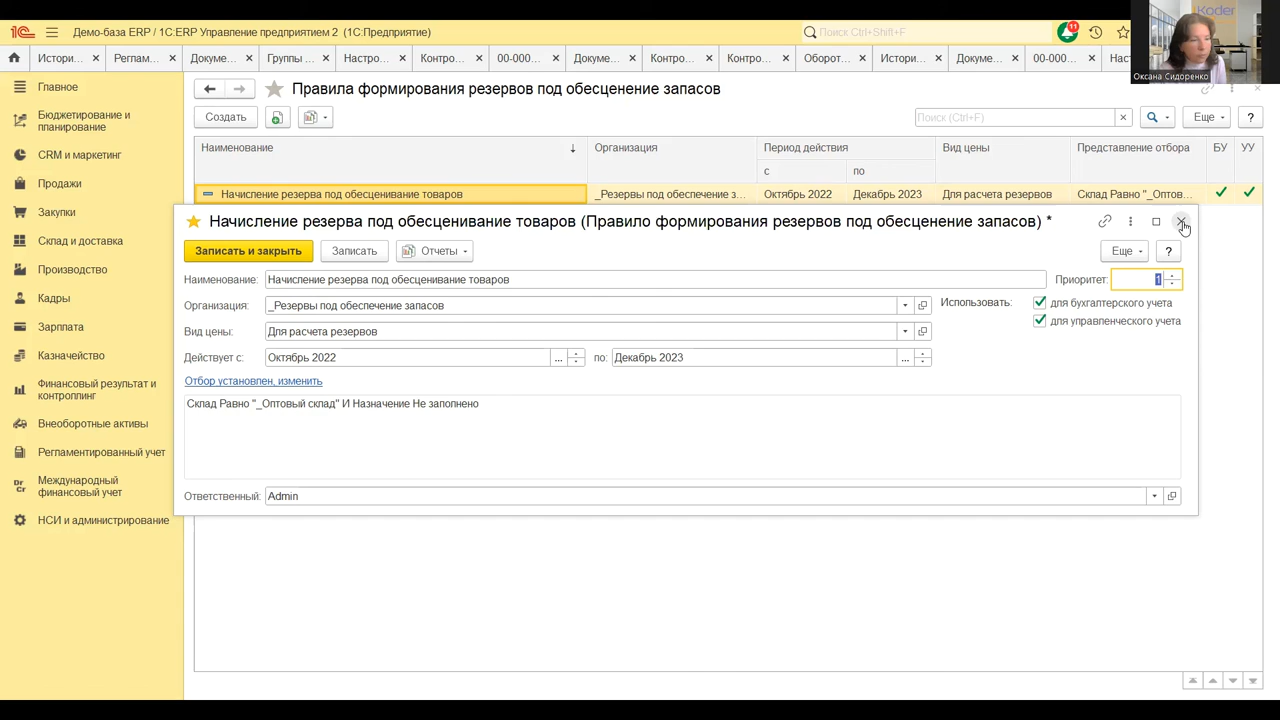 Демо-база ERP / 1С:ERP Управление предприятием 2 (1С:Предприятие)
Поиск Ctrl+Shift+F
11
Koder
Оксана Сидоренко
Истори...
Реглам...
Докуме...
Группы ...
Настро...
Контро...
00-000...
Докуме...
Контро...
Контро...
Оборот...
Истори...
Докуме...
00-000...
Наст
Главное
Бюджетирование и
планирование
CRM и маркетинг
Продажи
Закупки
Склад и доставка
Производство
Кадры
Зарплата
Казначейство
Финансовый результат и
контроллинг
Внеоборотные активы
Регламентированный учет
Международный
финансовый учет
НСИ и администрирование
Правила формирования резервов под обесценение запасов
Создать
Поиск (Ctrl+F)
Еще
?
Наименование
Организация
Период действия
Вид цены
Представление отбора
БУ
УУ
с
по
Начисление резерва под обесценивание товаров
_Резервы под обеспечение з...
Октябрь 2022
Декабрь 2023
Для расчета резервов
Склад Равно "_Оптов...
Начисление резерва под обесценивание товаров (Правило формирования резервов под обесценение запасов) *
Записать и закрыть
Записать
Отчеты
Еще
?
Наименование:
Начисление резерва под обесценивание товаров
Приоритет:
1
Организация:
_Резервы под обеспечение запасов
Использовать:
для бухгалтерского учета
Вид цены:
Для расчета резервов
для управленческого учета
Действует с:
Октябрь 2022
...
по:
Декабрь 2023
...
Отбор установлен, изменить
Склад Равно "_Оптовый склад" И Назначение Не заполнено
Ответственный:
Admin